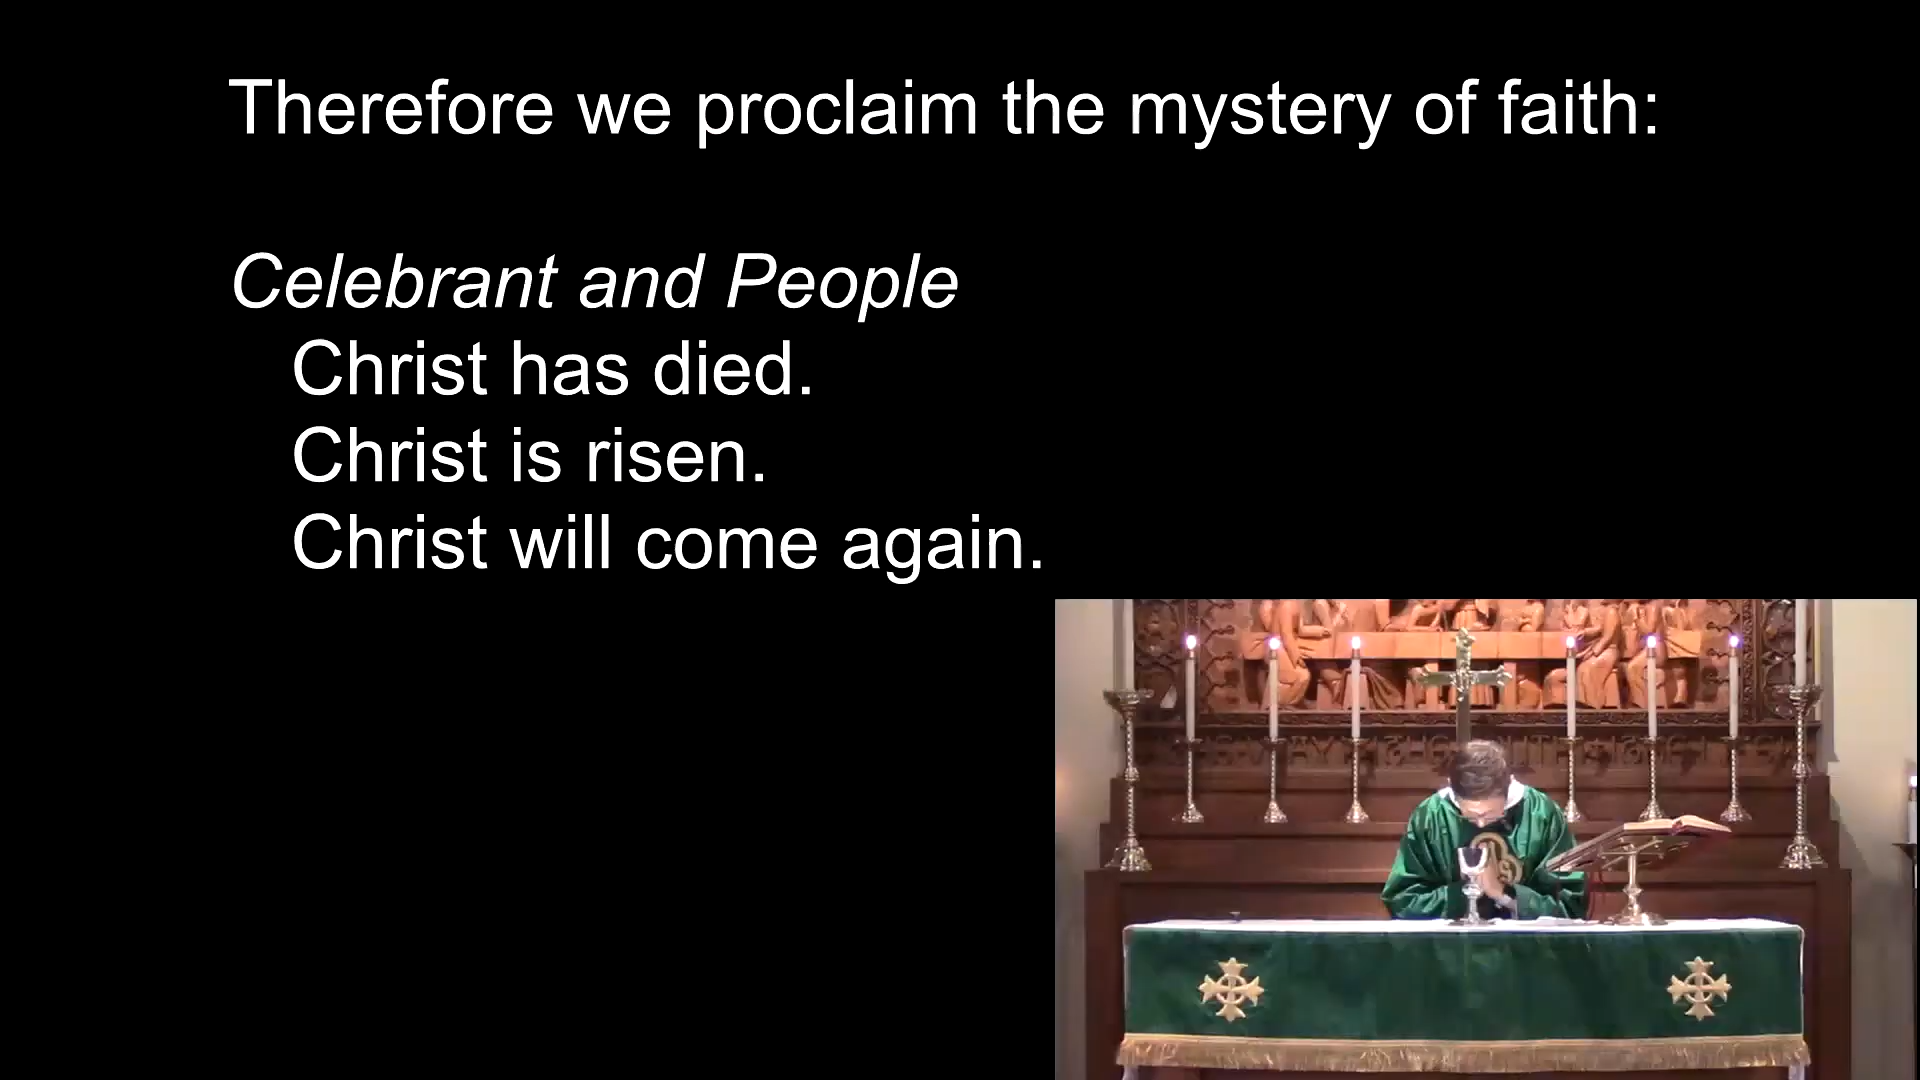 Therefore we proclaim the mystery of faith:
Celebrant and People
Christ has died.
Christ is risen.
Christ will come again.